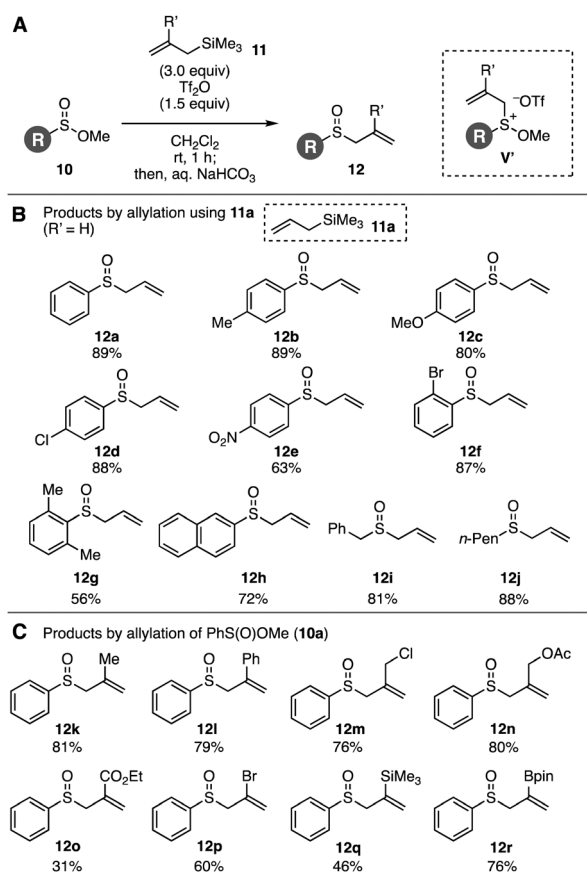 A
R'
SiMe3 11
(3.0 equiv)
Tf2O
(1.5 equiv)
CH2Cl2
rt, 1 h;
then, aq. NaHCO3
O
R S OMe
10
O R'
R S
12
R'
−OTf
S+
R OMe
V'
B Products by allylation using 11a
(R' = H)
SiMe3 11a
O
S
12a
89%
O
S
Me
12b
89%
O
S
MeO
12c
80%
O
S
Cl
12d
88%
O
S
O2N
12e
63%
Br O
S
12f
87%
Me O
S
Me
12g
56%
O
S
12h
72%
O
Ph S
12i
81%
O
n-Pen S
12j
88%
C Products by allylation of PhS(O)OMe (10a)
O Me
S
12k
81%
O Ph
S
12l
79%
O Cl
S
12m
76%
O OAc
S
12n
80%
O CO2Et
S
12o
31%
O Br
S
12p
60%
O SiMe3
S
12q
46%
O Bpin
S
12r
76%